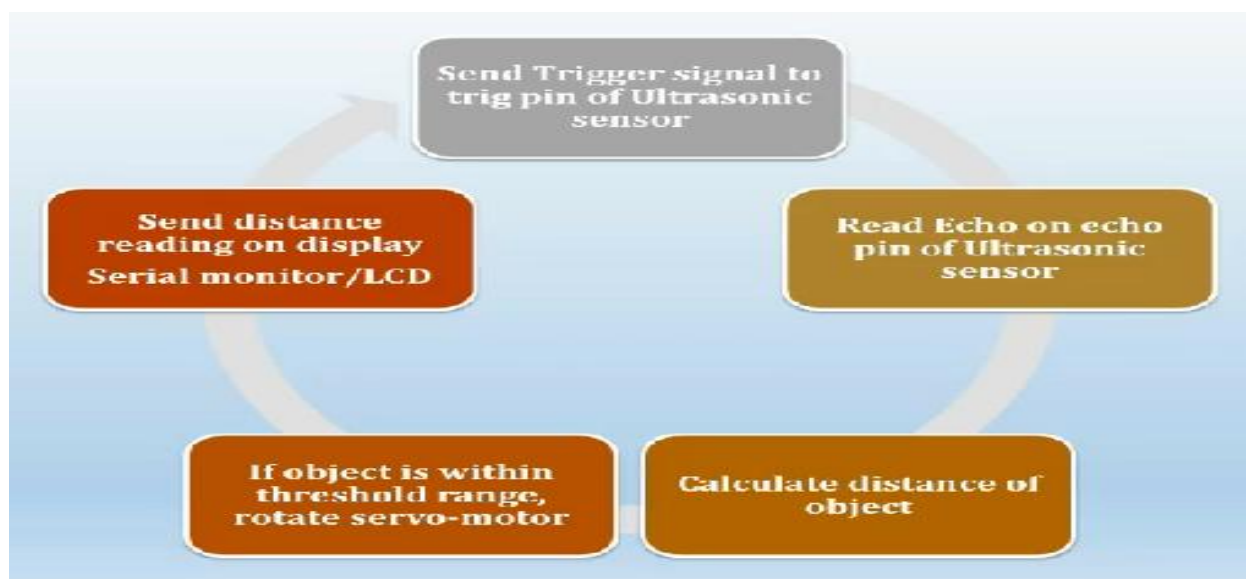 Send Trigger signal to
trig pin of Ultrasonic
sensor
Read Echo on echo
pin of Ultrasonic
sensor
Calculate distance of
object
If object is within
threshold range,
rotate servo-motor
Send distance
reading on display
Serial monitor/LCD